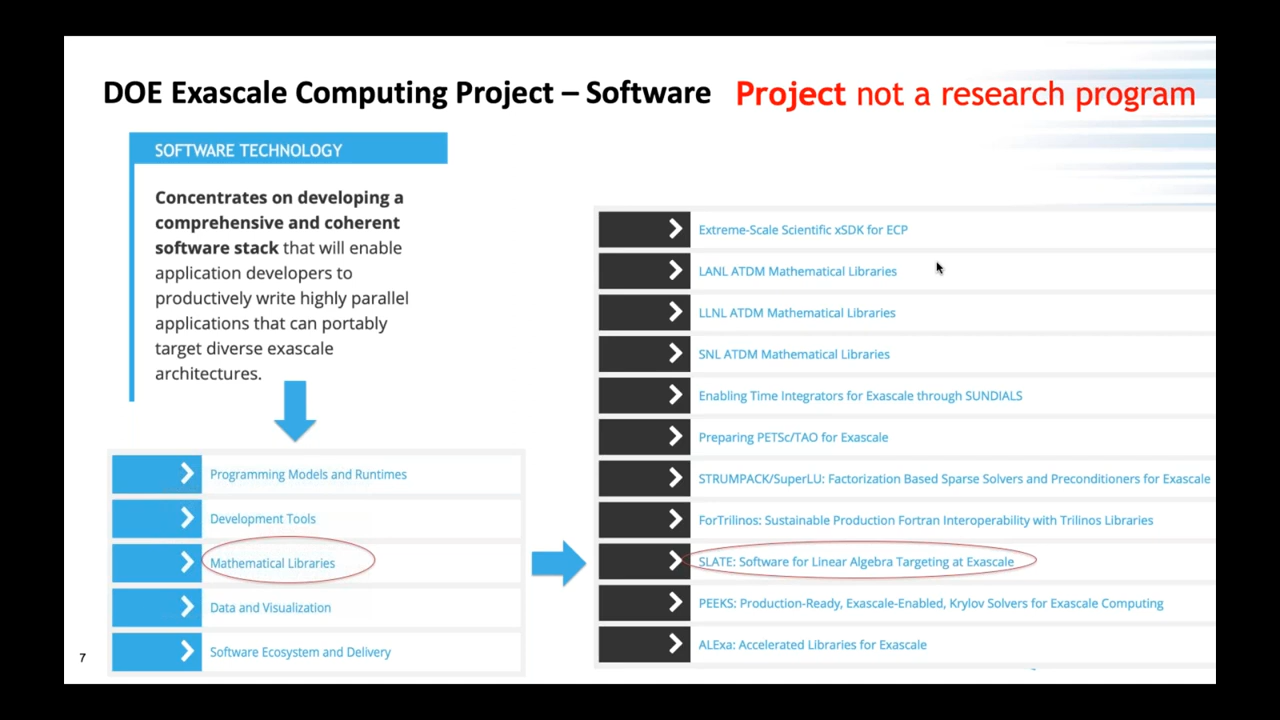 DOE Exascale Computing Project – Software Project not a research program
SOFTWARE TECHNOLOGY
Concentrates on developing a
comprehensive and coherent
software stack that will enable
application developers to
productively write highly parallel
applications that can portably
target diverse exascale
architectures.
Programming Models and Runtimes
Development Tools
Mathematical Libraries
Data and Visualization
Software Ecosystem and Delivery
Extreme-Scale Scientific xSDK for ECP
LANL ATDM Mathematical Libraries
LLNL ATDM Mathematical Libraries
SNL ATDM Mathematical Libraries
Enabling Time Integrators for Exascale through SUNDIALS
Preparing PETSc/TAO for Exascale
STRUMPACK/SuperLU: Factorization Based Sparse Solvers and Preconditioners for Exascale
ForTrilinos: Sustainable Production Fortran Interoperability with Trilinos Libraries
SLATE: Software for Linear Algebra Targeting at Exascale
PEEKS: Production-Ready, Exascale-Enabled, Krylov Solvers for Exascale Computing
ALExa: Accelerated Libraries for Exascale
7